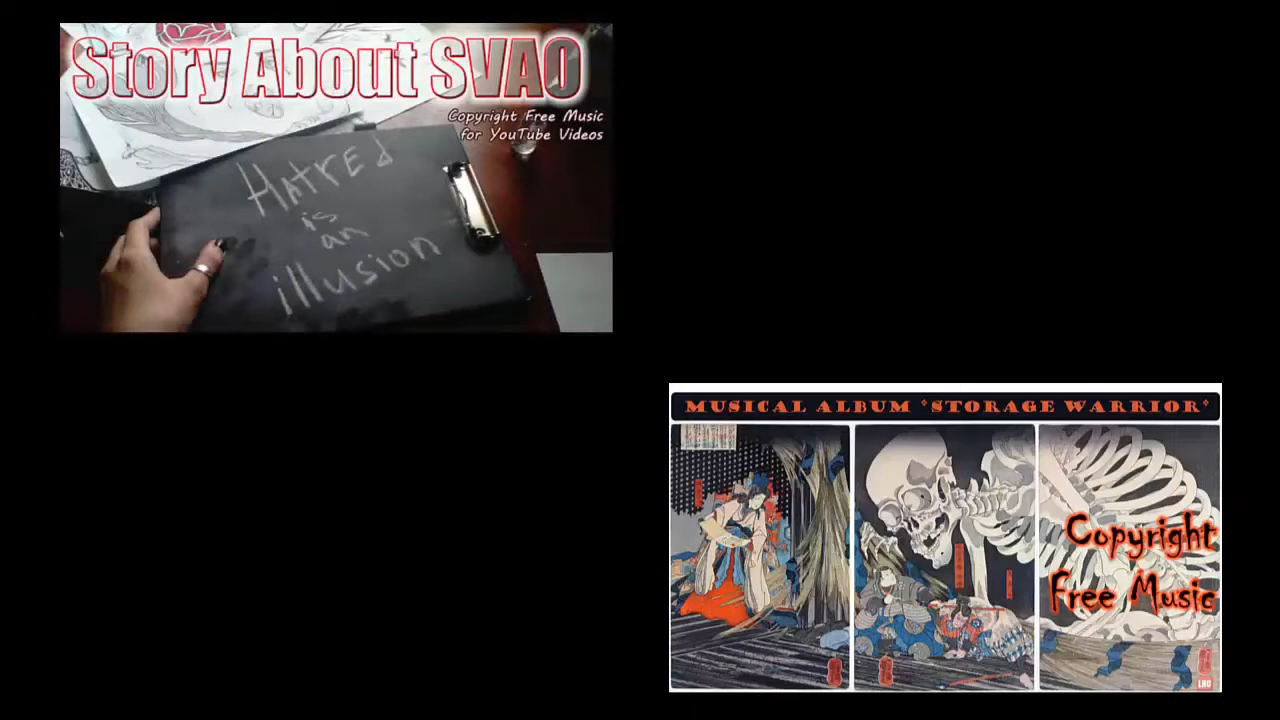 Story About SVAO
Copyright Free Music
for YouTube Videos
HAtRED
is
an
illusion
MUSICAL ALBUM "STORAGE WARRIOR"
Copyright
Free Music